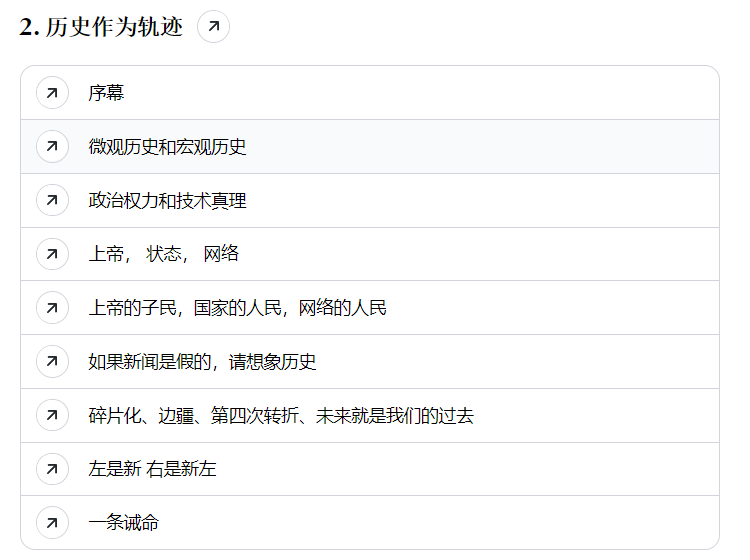 2. 历史作为轨迹
序幕
微观历史和宏观历史
政治权力和技术真理
上帝， 状态， 网络
上帝的子民，国家的人民，网络的人民
如果新闻是假的，请想象历史
碎片化、边疆、第四次转折、未来就是我们的过去
左是新 右是新左
一条诫命